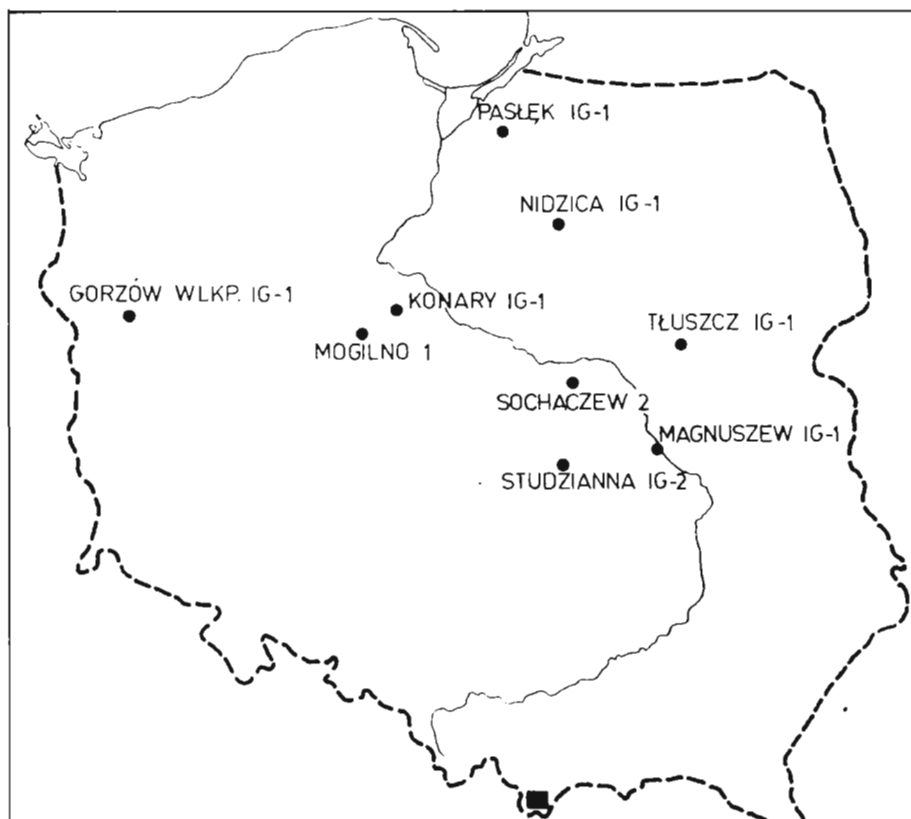 PASŁĘK IG-1
NIDZICA IG-1
GORZÓW WLKP. IG-1
KONARY IG-1
MOGILNO 1
TŁUSZCZ IG-1
SOCHACZEW 2
MAGNUSZEW IG-1
STUDZIANNA IG-2